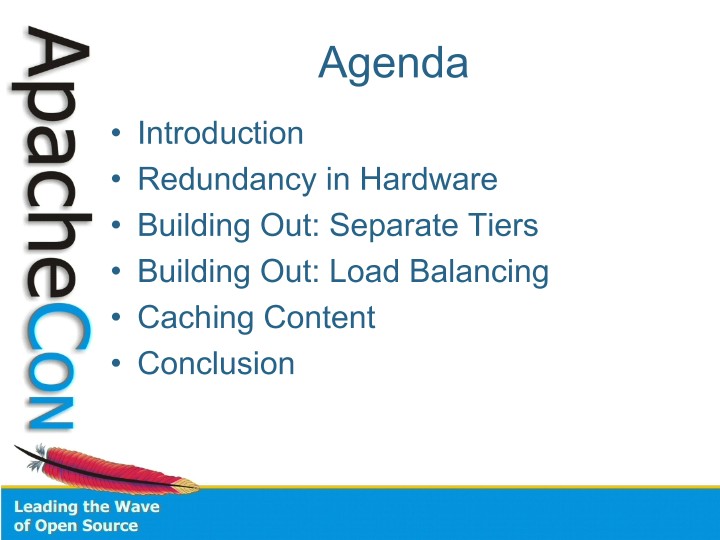 ApacheCon
Agenda
• Introduction
• Redundancy in Hardware
• Building Out: Separate Tiers
• Building Out: Load Balancing
• Caching Content
• Conclusion
Leading the Wave
of Open Source